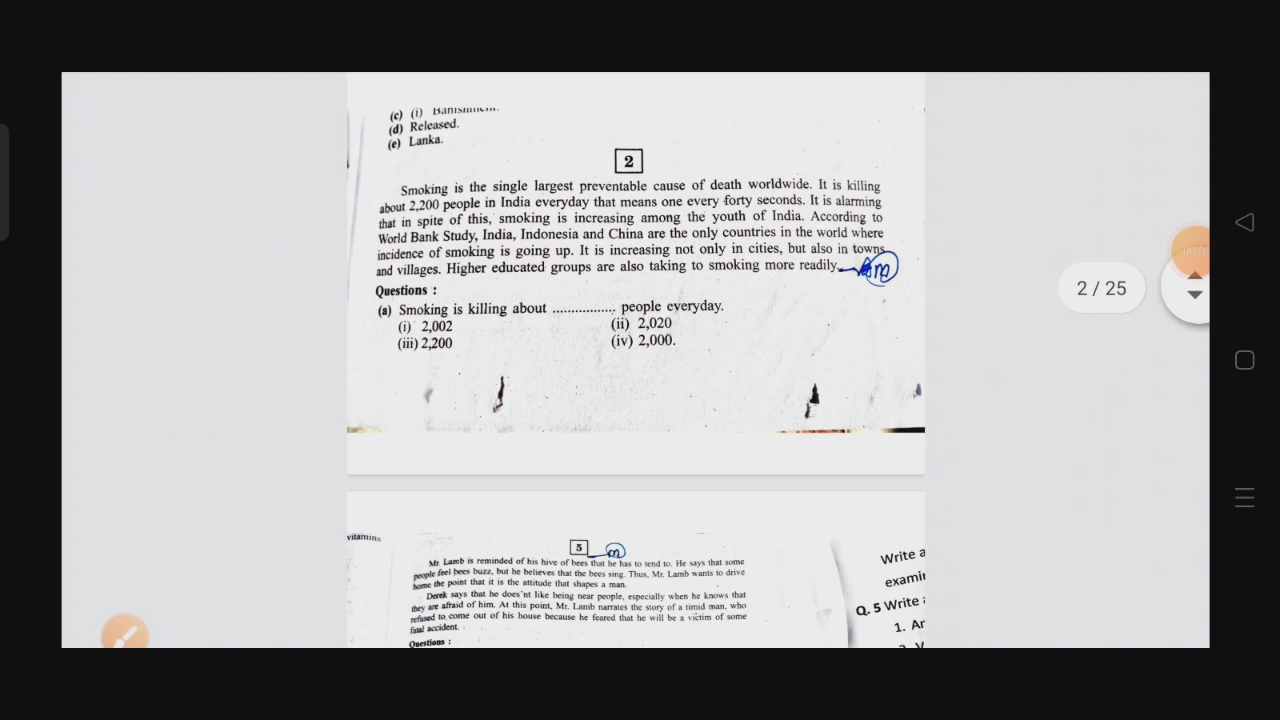 (c) (i) Banishment.
(d) Released.
(e) Lanka.
2
Smoking is the single largest preventable cause of death worldwide. It is killing
about 2,200 people in India everyday that means one every forty seconds. It is alarming
that in spite of this, smoking is increasing among the youth of India. According to
World Bank Study, India, Indonesia and China are the only countries in the world where
incidence of smoking is going up. It is increasing not only in cities, but also in towns
and villages. Higher educated groups are also taking to smoking more readily.
Questions :
(a) Smoking is killing about ................ people everyday.
(i) 2,002 (ii) 2,020
(iii) 2,200 (iv) 2,000.
2 / 25
vitamins
5
Mr. Lamb is reminded of his hive of bees that he has to tend to. He says that some
people feel bees buzz, but he believes that the bees sing. Thus, Mr. Lamb wants to drive
home the point that it is the attitude that shapes a man.
Derek says that he does'nt like being near people, especially when he knows that
they are afraid of him. At this point, Mr. Lamb narrates the story of a timid man, who
refused to come out of his house because he feared that he will be a victim of some
fatal accident.
Questions :
Write a
examin
Q. 5 Write
1. Ar